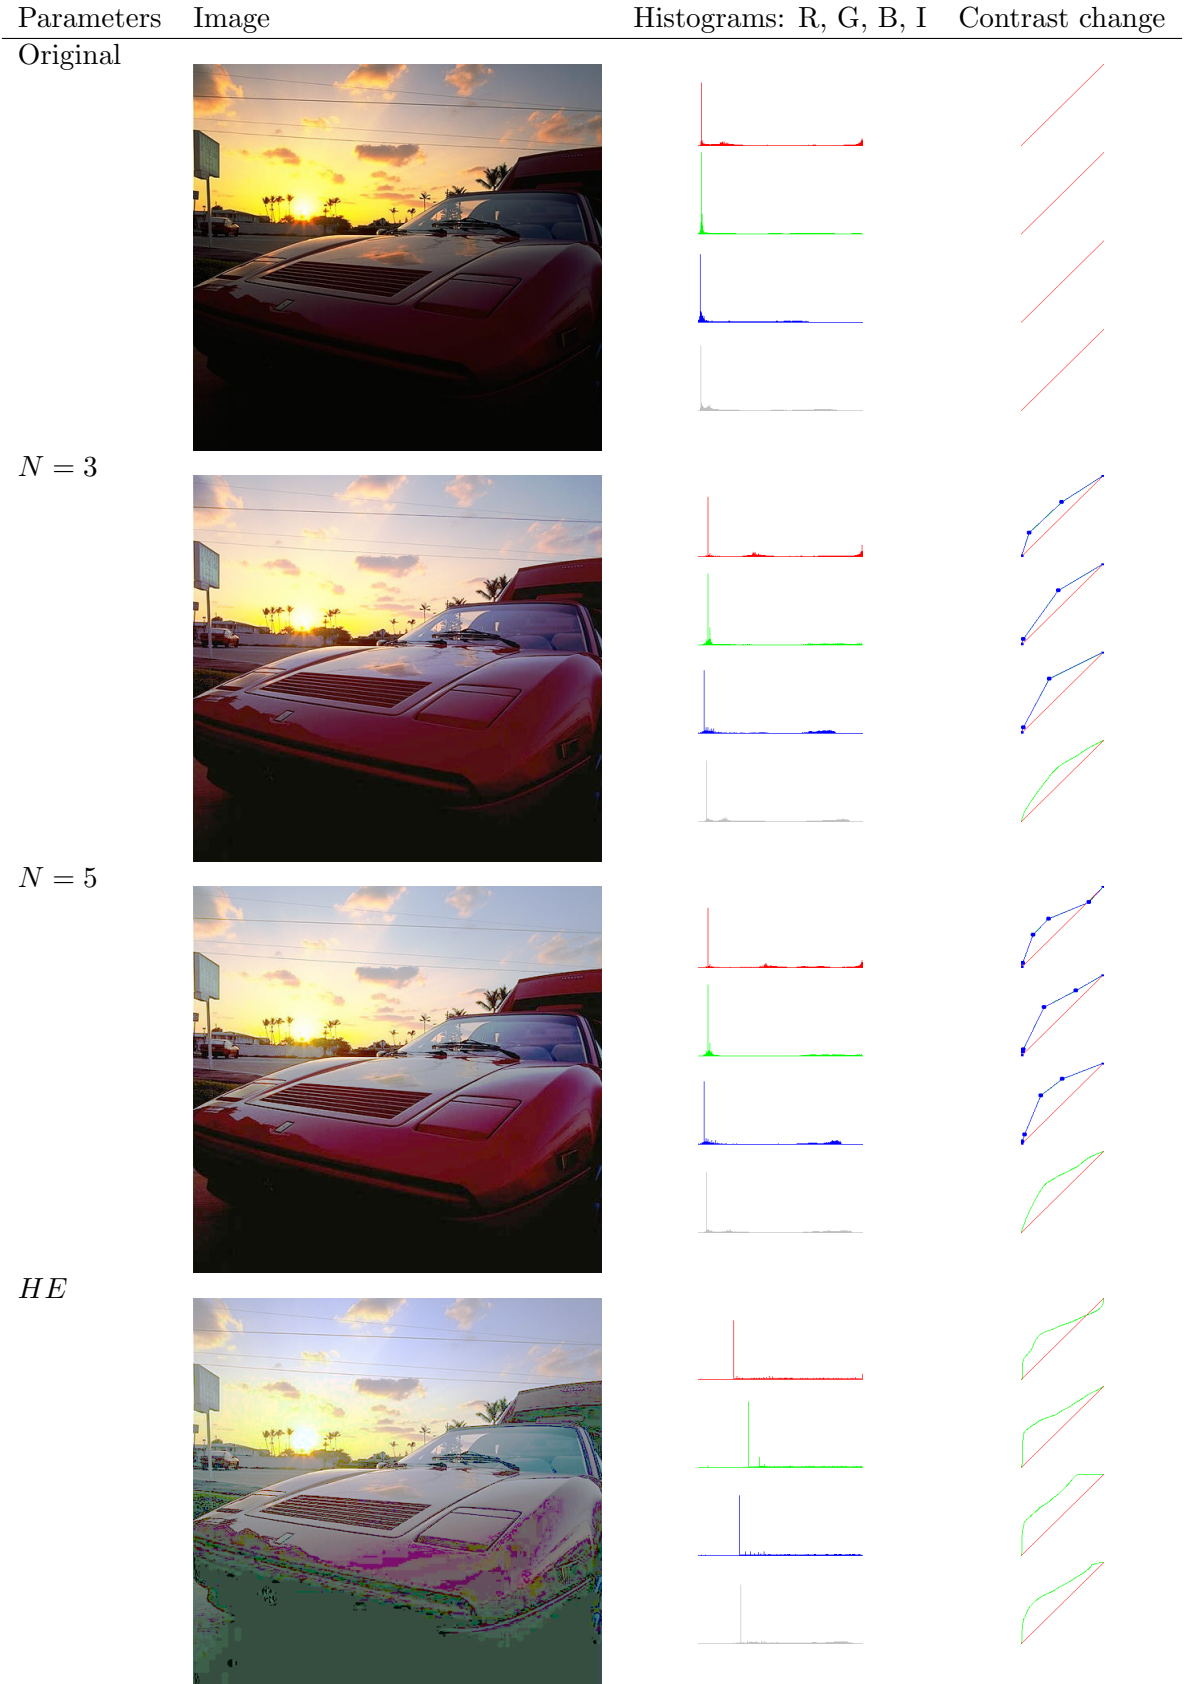 Parameters Image Histograms: R, G, B, I Contrast change
Original
N = 3
N = 5
HE